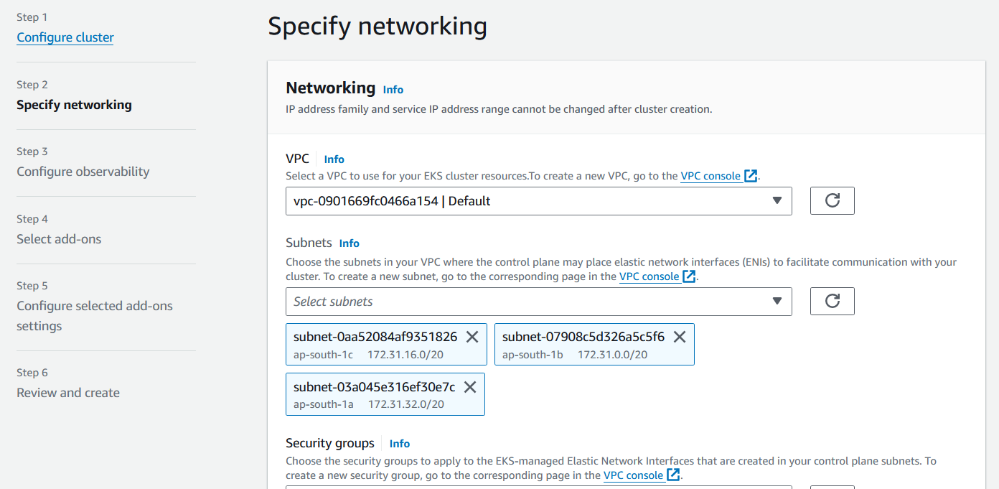 Step 1
Configure cluster
Step 2
Specify networking
Step 3
Configure observability
Step 4
Select add-ons
Step 5
Configure selected add-ons
settings
Step 6
Review and create
Specify networking
Networking Info
IP address family and service IP address range cannot be changed after cluster creation.
VPC Info
Select a VPC to use for your EKS cluster resources.To create a new VPC, go to the VPC console.
vpc-0901669fc0466a154 | Default
Subnets Info
Choose the subnets in your VPC where the control plane may place elastic network interfaces (ENIs) to facilitate communication with your
cluster. To create a new subnet, go to the corresponding page in the VPC console.
Select subnets
subnet-0aa52084af9351826 subnet-07908c5d326a5c5f6
ap-south-1c 172.31.16.0/20 ap-south-1b 172.31.0.0/20
subnet-03a045e316ef30e7c
ap-south-1a 172.31.32.0/20
Security groups Info
Choose the security groups to apply to the EKS-managed Elastic Network Interfaces that are created in your control plane subnets. To
create a new security group, go to the corresponding page in the VPC console.